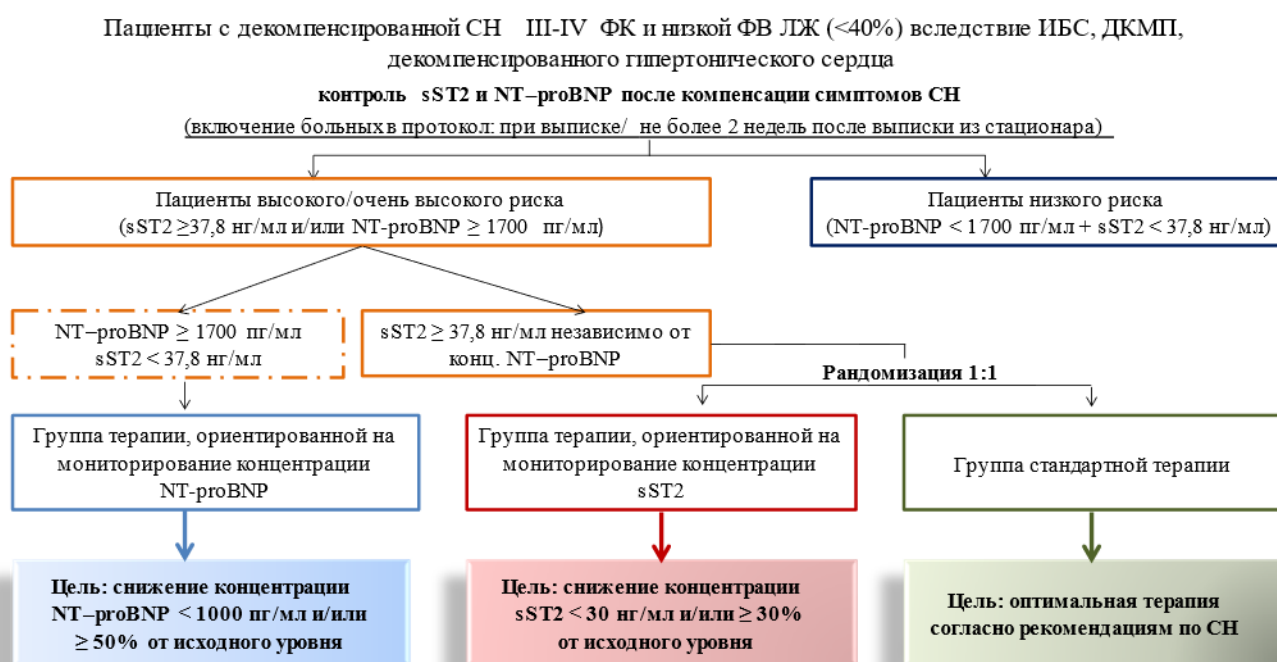 Пациенты с декомпенсированной СН III-IV ФК и низкой ФВ ЛЖ (<40%) вследствие ИБС, ДКМП,
декомпенсированного гипертонического сердца
контроль sST2 и NT–proBNP после компенсации симптомов СН
(включение больных в протокол: при выписке/ не более 2 недель после выписки из стационара)
Пациенты высокого/очень высокого риска
(sST2 ≥37,8 нг/мл и/или NT-proBNP ≥ 1700 пг/мл)
Пациенты низкого риска
(NT-proBNP < 1700 пг/мл + sST2 < 37,8 нг/мл)
NT–proBNP ≥ 1700 пг/мл
sST2 < 37,8 нг/мл
sST2 ≥ 37,8 нг/мл независимо от
конц. NT–proBNP
Рандомизация 1:1
Группа терапии, ориентированной на
мониторирование концентрации
NT-proBNP
Группа терапии, ориентированной на
мониторирование концентрации
sST2
Группа стандартной терапии
Цель: снижение концентрации
NT–proBNP < 1000 пг/мл и/или
≥ 50% от исходного уровня
Цель: снижение концентрации
sST2 < 30 нг/мл и/или ≥ 30%
от исходного уровня
Цель: оптимальная терапия
согласно рекомендациям по СН